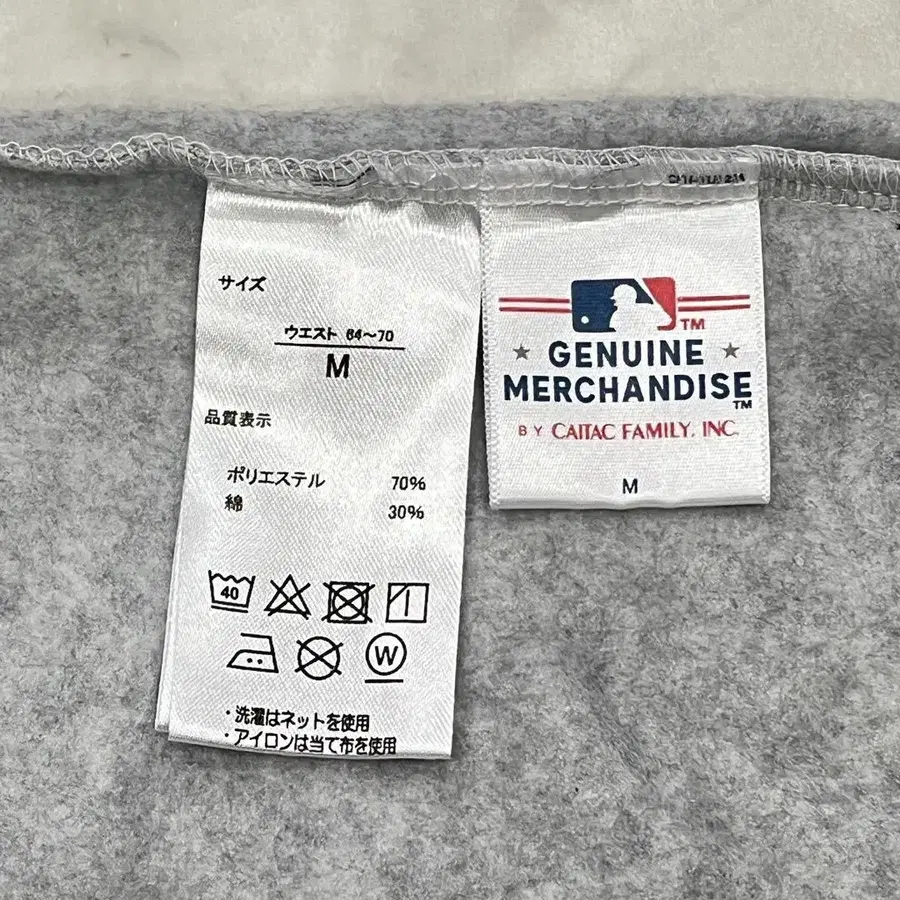 サイズ
ウエスト 64〜70
M
品質表示
ポリエステル 70%
綿 30%
40
W
・洗濯はネットを使用
・アイロンは当て布を使用
TM
GENUINE
MERCHANDISE
TM
BY CAITAC FAMILY, INC.
M